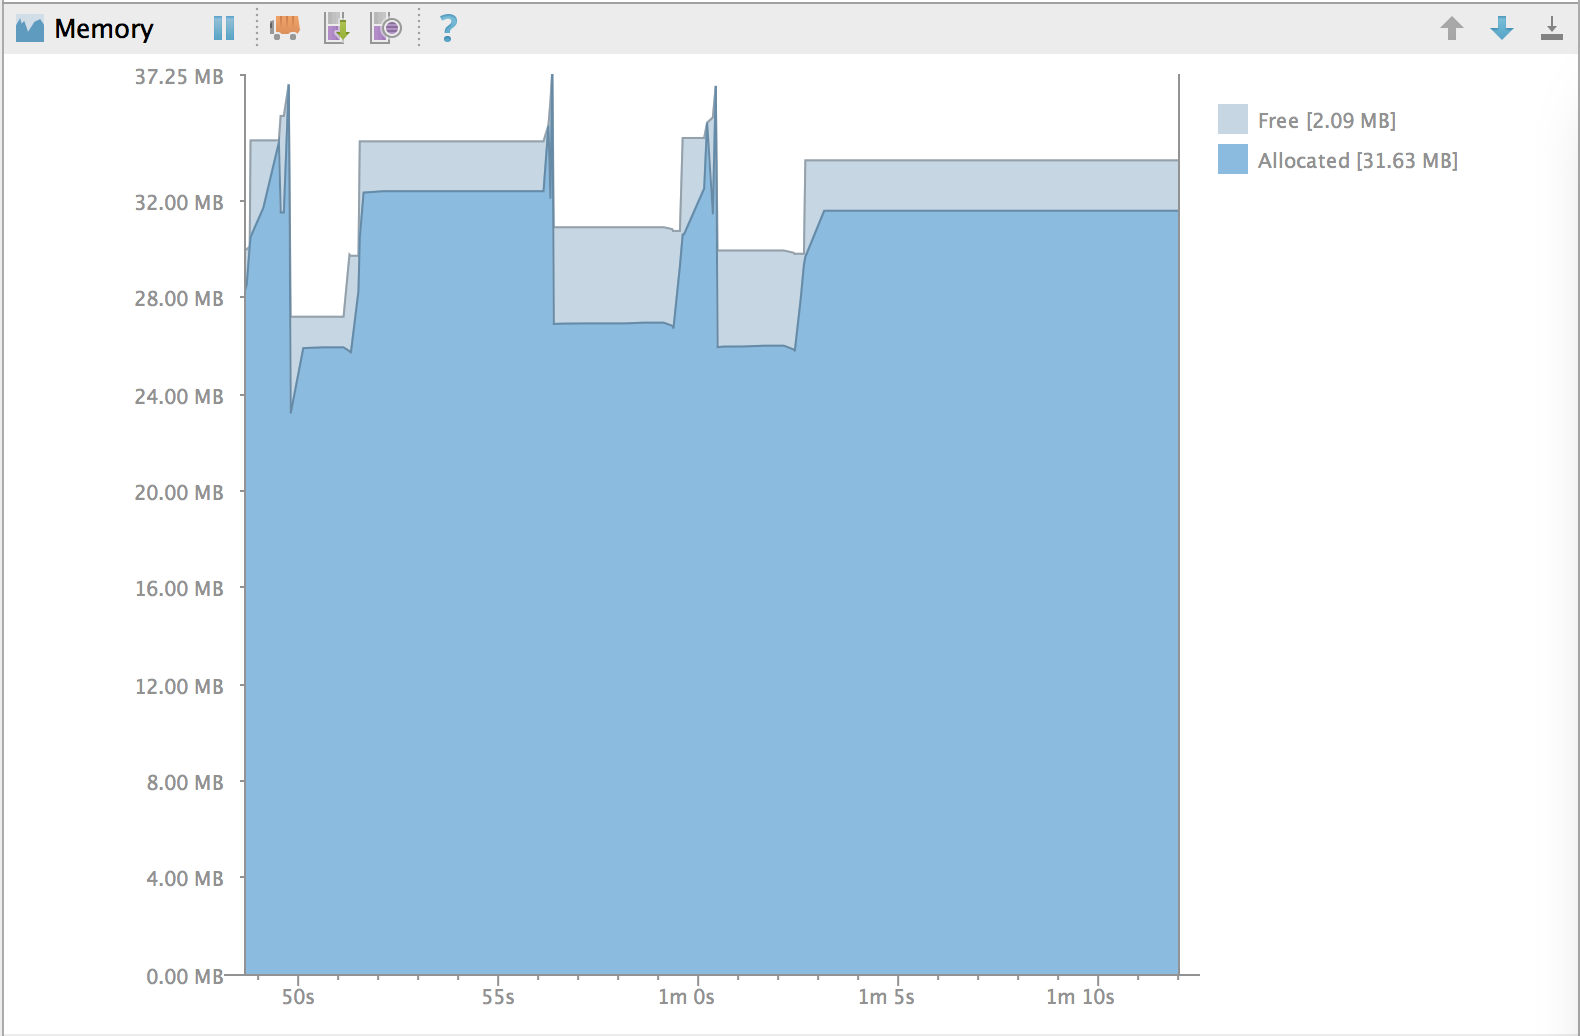 Memory
?
37.25 MB
32.00 MB
28.00 MB
24.00 MB
20.00 MB
16.00 MB
12.00 MB
8.00 MB
4.00 MB
0.00 MB
50s
55s
1m 0s
1m 5s
1m 10s
Free [2.09 MB]
Allocated [31.63 MB]